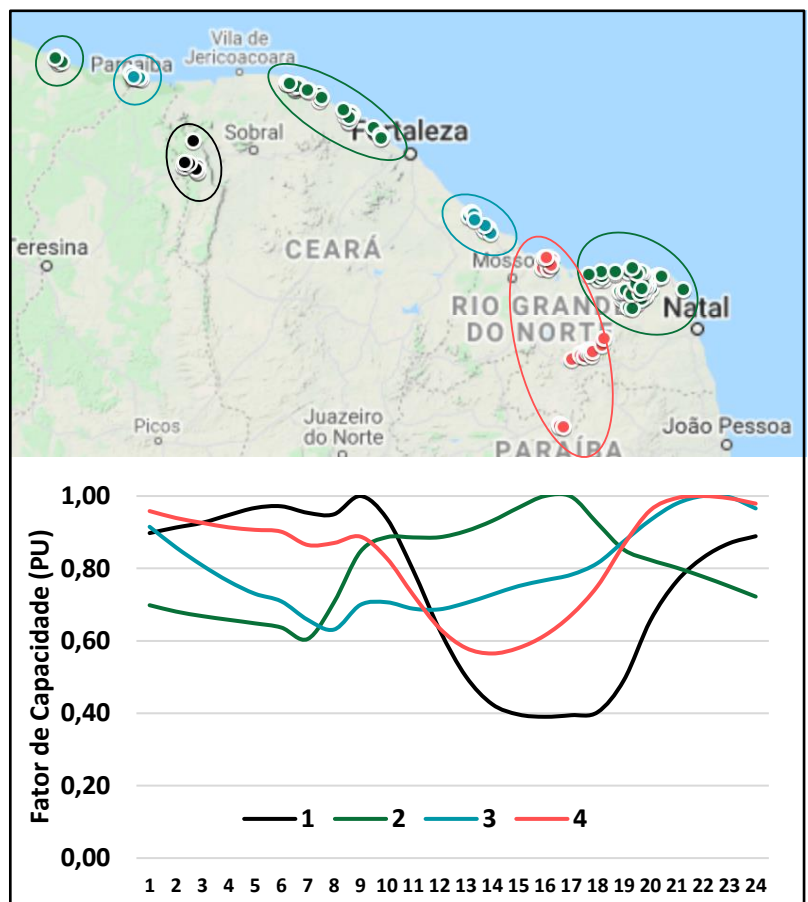 Vila de
Jericoacoara
Parnaíba
Sobral
Fortaleza
Teresina
CEARÁ
Mosso
RIO GRANDE
DO NORTE
Natal
Picos
Juazeiro
do Norte
João Pessoa
PARAÍBA
Fator de Capacidade (PU)
1,00
0,80
0,60
0,40
0,20
0,00
1 2 3 4
1 2 3 4 5 6 7 8 9 10 11 12 13 14 15 16 17 18 19 20 21 22 23 24